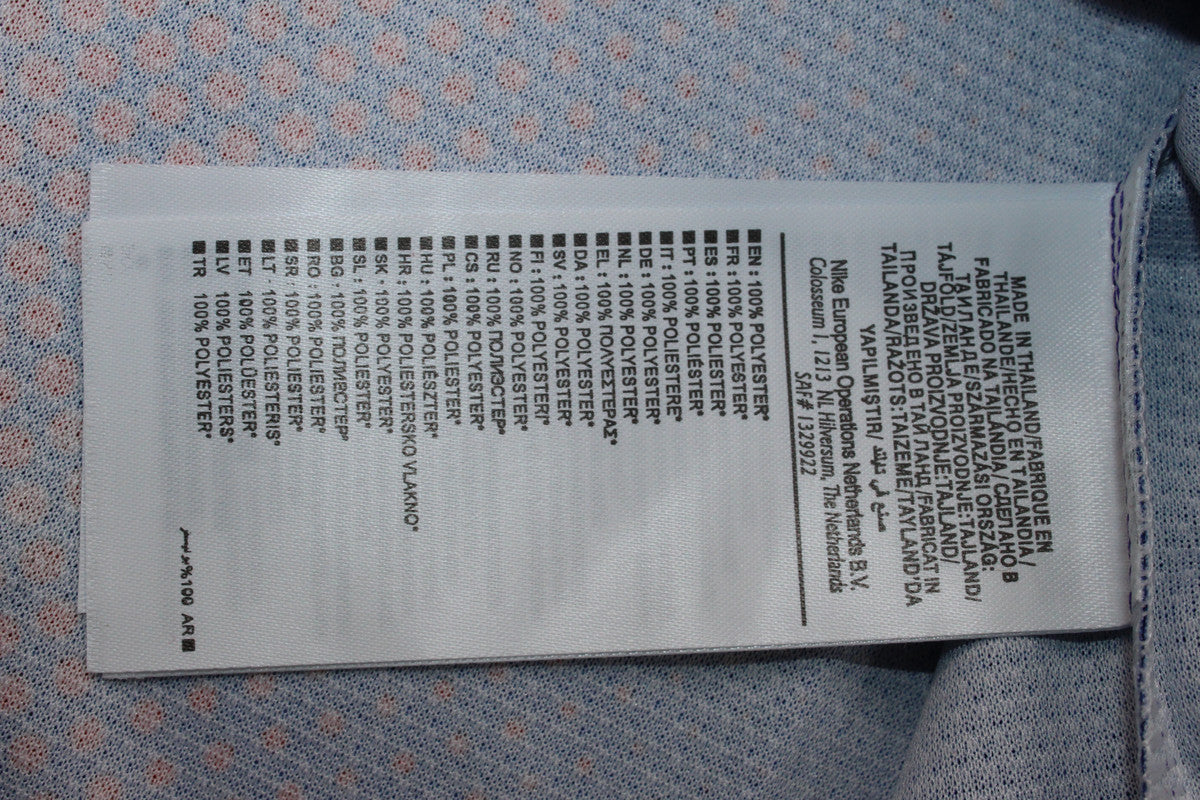 MADE IN THAILAND/FABRIQUE EN
THAILANDE/HECHO EN TAILANDIA/
FABRICADO NA TAILÂNDIA/ СДЕЛАНО В
ТАИЛАНДЕ/SZÁRMAZÁSI ORSZÁG:
TÁJFÖLD/ZEMLJA PROIZVODNJE:TAJLAND/
DRŽAVA PROIZVODNJE:TAJLAND/
ПРОИЗВЕДЕНО В ТАЙЛАНД /FABRICAT IN
TAILANDA/RAŽOTS:TAIZEME/TAYLAND'DA
YAPILMIŞTIR/ صنع في
Nike European Operations Netherlands B.V.
Colosseum 1, 1213 NL Hilversum, The Netherlands
SAF# 1329922
EN : 100% POLYESTER*
FR : 100% POLYESTER*
ES : 100% POLIÉSTER*
PT : 100% POLIÉSTER*
IT : 100% POLIESTERE*
DE : 100% POLYESTER*
NL : 100% POLYESTER*
EL : 100% ΠΟΛΥΕΣΤΕΡΑΣ*
DA : 100% POLYESTER*
SV : 100% POLYESTER*
FI : 100% POLYESTERI*
NO : 100% POLYESTER*
RU : 100% ПОЛИЭСТЕР*
CS : 100% POLYESTER*
PL : 100% POLIESTER*
HU : 100% POLIÉSZTER*
HR : 100% POLIESTERSKO VLAKNO*
SK : 100% POLYESTER*
SL : 100% POLIESTER*
BG : 100% ПОЛИЕСТЕР*
RO : 100% POLIESTER*
SR : 100% POLIESTER*
LT : 100% POLIESTERIS*
ET : 100% POLÜESTER*
LV : 100% POLIESTERS*
TR 100% POLYESTER*
AR %100